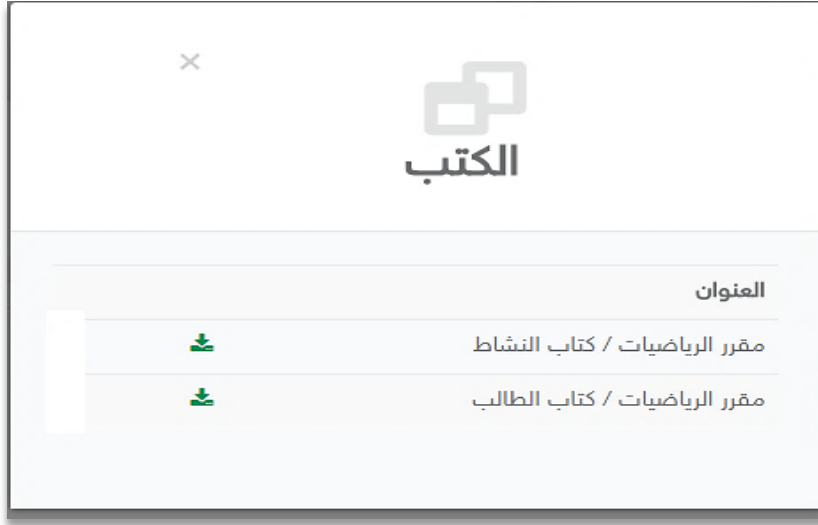 الكتب
العنوان
مقرر الرياضيات / كتاب النشاط
مقرر الرياضيات / كتاب الطالب